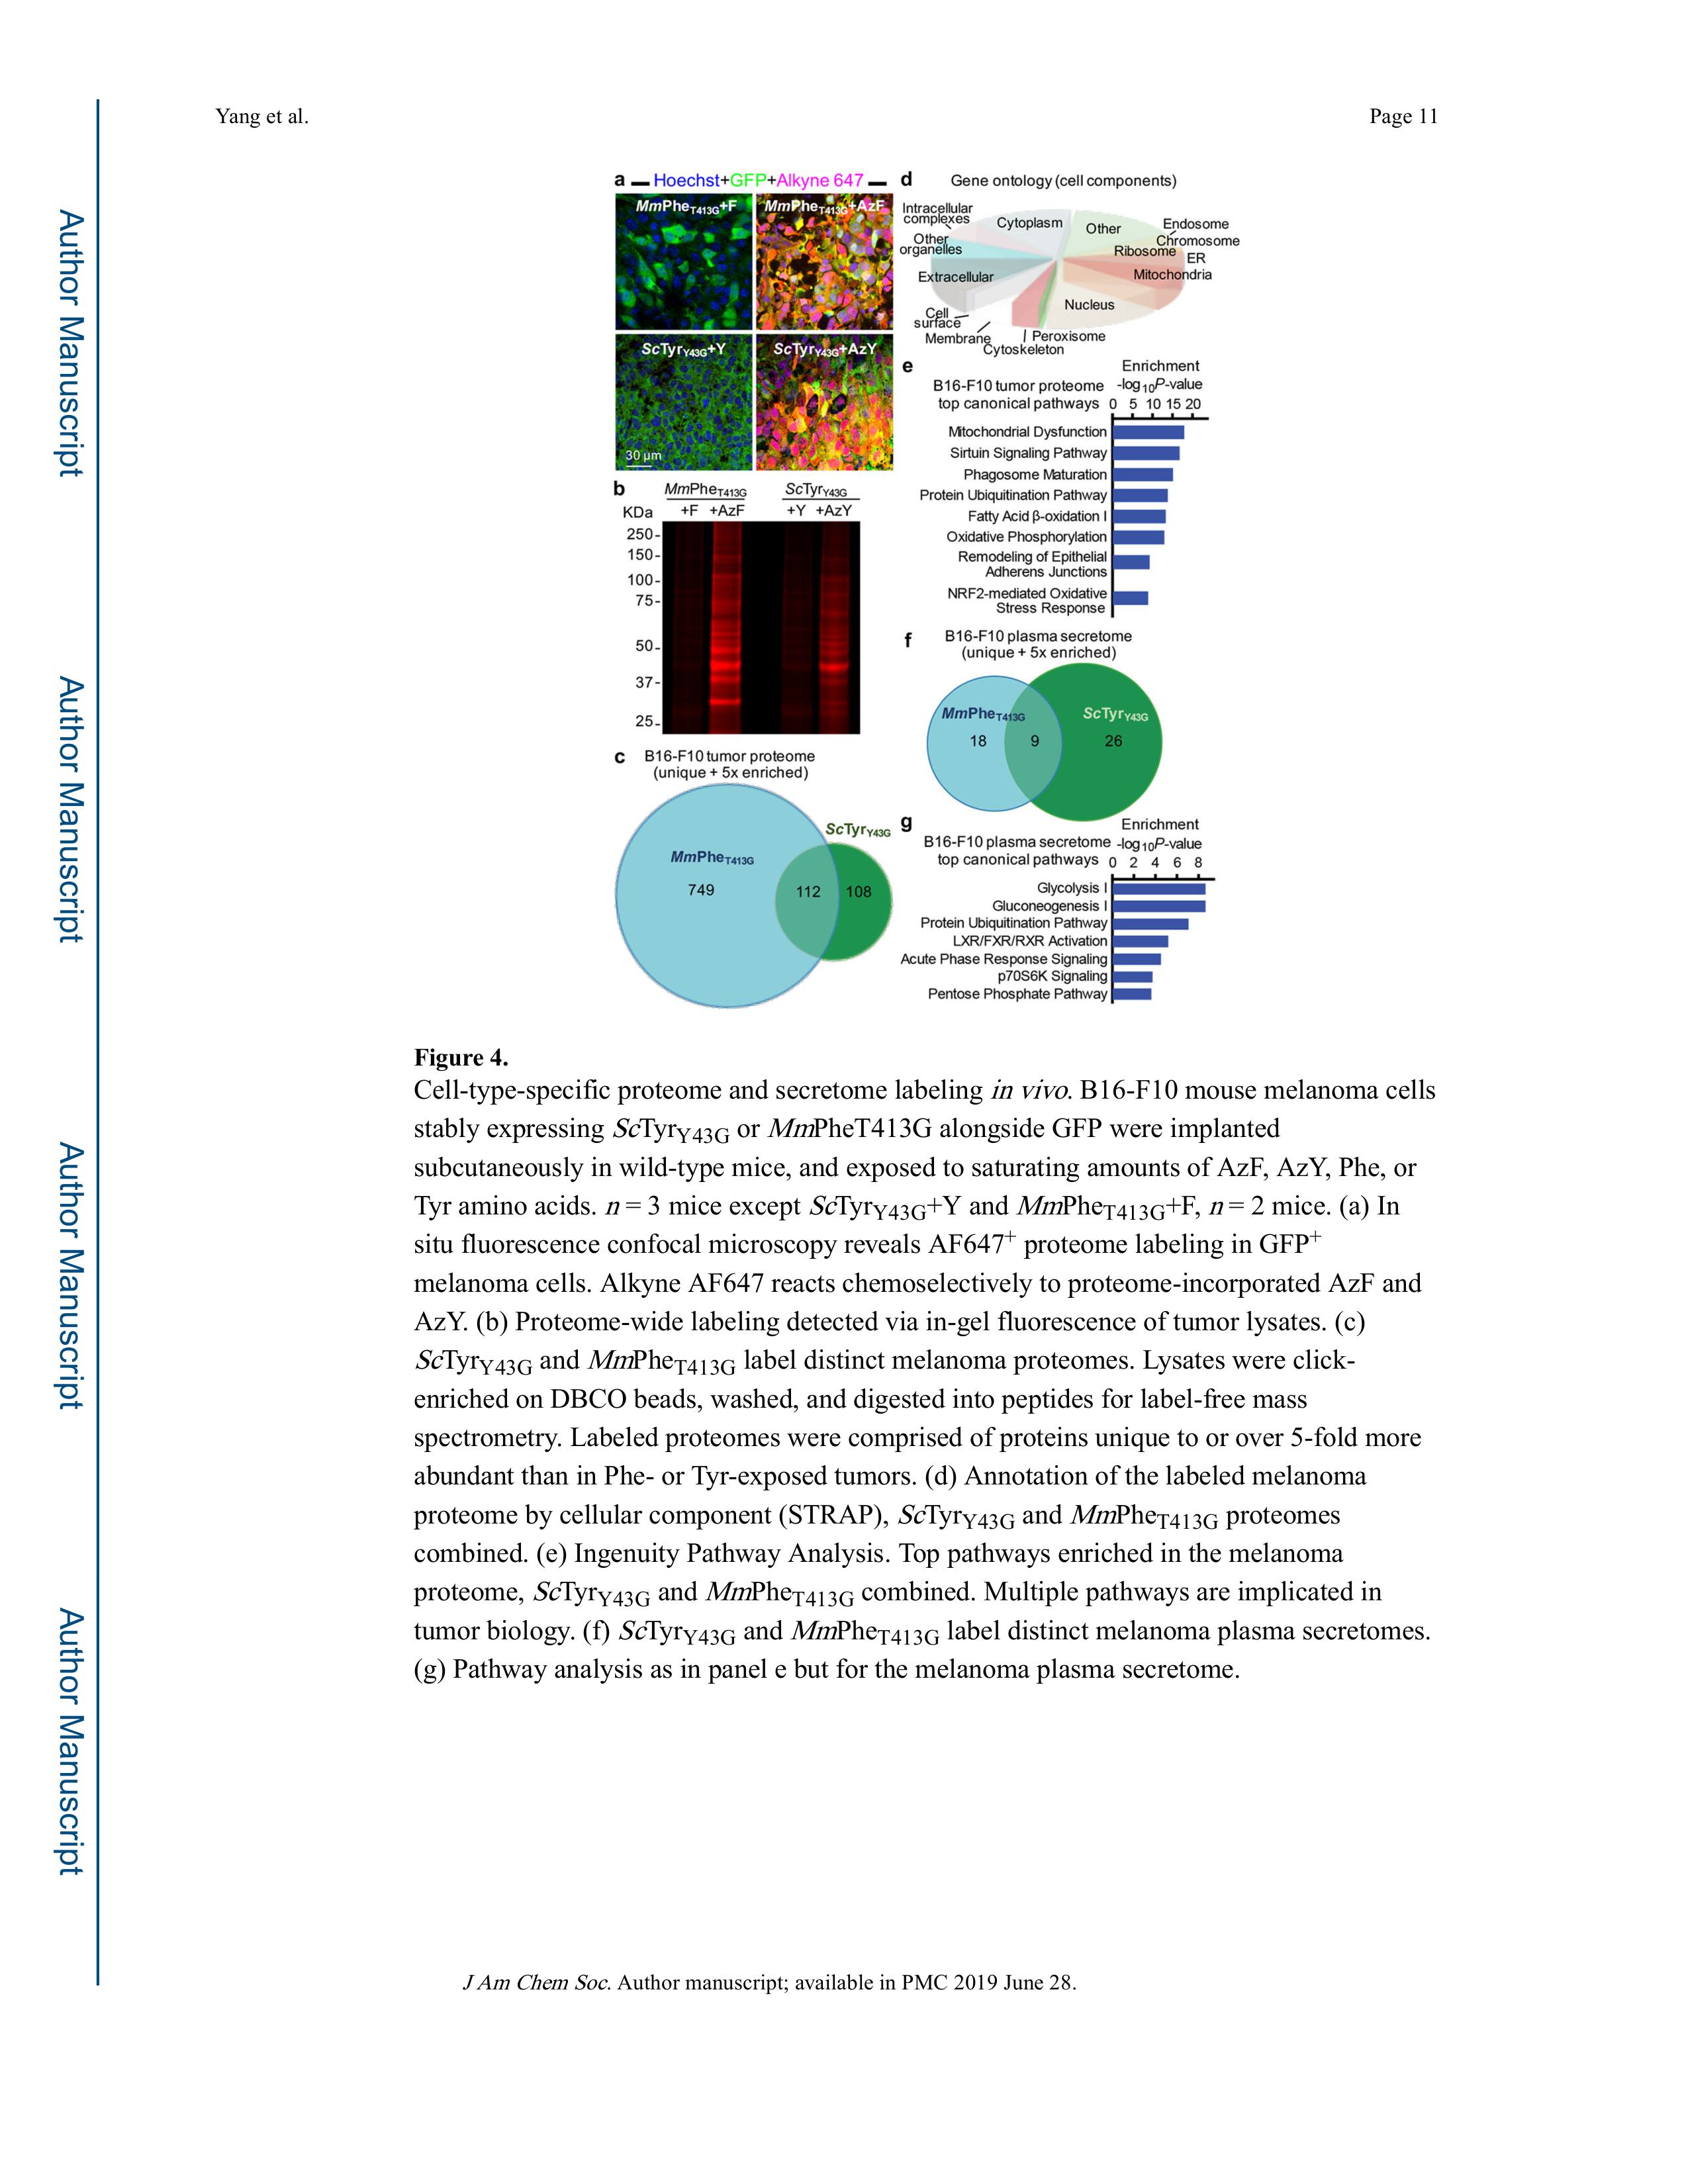 Yang et al.
Page 11
Author Manuscript
Author Manuscript
Author Manuscript
Author Manuscript
a
Hoechst+GFP+Alkyne 647
MmPheT413G+F
MmPheT413G+AzF
ScTyrY43G+Y
ScTyrY43G+AzY
30 µm
b
MmPheT413G
ScTyrY43G
KDa
+F
+AzF
+Y
+AzY
250-
150-
100-
75-
50-
37-
25-
c
B16-F10 tumor proteome
(unique + 5x enriched)
ScTyrY43G
MmPheT413G
749
112
108
d
Gene ontology (cell components)
Intracellular
complexes
Cytoplasm
Other
Endosome
Chromosome
Other
organelles
Ribosome
ER
Extracellular
Mitochondria
Nucleus
Cell
surface
Membrane
Peroxisome
Cytoskeleton
e
Enrichment
B16-F10 tumor proteome
-log10P-value
top canonical pathways
0 5 10 15 20
Mitochondrial Dysfunction
Sirtuin Signaling Pathway
Phagosome Maturation
Protein Ubiquitination Pathway
Fatty Acid β-oxidation I
Oxidative Phosphorylation
Remodeling of Epithelial
Adherens Junctions
NRF2-mediated Oxidative
Stress Response
f
B16-F10 plasma secretome
(unique + 5x enriched)
MmPheT413G
ScTyrY43G
18
9
26
g
Enrichment
B16-F10 plasma secretome
-log10P-value
top canonical pathways
0 2 4 6 8
Glycolysis I
Gluconeogenesis I
Protein Ubiquitination Pathway
LXR/FXR/RXR Activation
Acute Phase Response Signaling
p70S6K Signaling
Pentose Phosphate Pathway
Figure 4.
Cell-type-specific proteome and secretome labeling in vivo. B16-F10 mouse melanoma cells
stably expressing ScTyrY43G or MmPheT413G alongside GFP were implanted
subcutaneously in wild-type mice, and exposed to saturating amounts of AzF, AzY, Phe, or
Tyr amino acids. n = 3 mice except ScTyrY43G+Y and MmPheT413G+F, n = 2 mice. (a) In
situ fluorescence confocal microscopy reveals AF647+ proteome labeling in GFP+
melanoma cells. Alkyne AF647 reacts chemoselectively to proteome-incorporated AzF and
AzY. (b) Proteome-wide labeling detected via in-gel fluorescence of tumor lysates. (c)
ScTyrY43G and MmPheT413G label distinct melanoma proteomes. Lysates were click-
enriched on DBCO beads, washed, and digested into peptides for label-free mass
spectrometry. Labeled proteomes were comprised of proteins unique to or over 5-fold more
abundant than in Phe- or Tyr-exposed tumors. (d) Annotation of the labeled melanoma
proteome by cellular component (STRAP), ScTyrY43G and MmPheT413G proteomes
combined. (e) Ingenuity Pathway Analysis. Top pathways enriched in the melanoma
proteome, ScTyrY43G and MmPheT413G combined. Multiple pathways are implicated in
tumor biology. (f) ScTyrY43G and MmPheT413G label distinct melanoma plasma secretomes.
(g) Pathway analysis as in panel e but for the melanoma plasma secretome.
J Am Chem Soc. Author manuscript; available in PMC 2019 June 28.